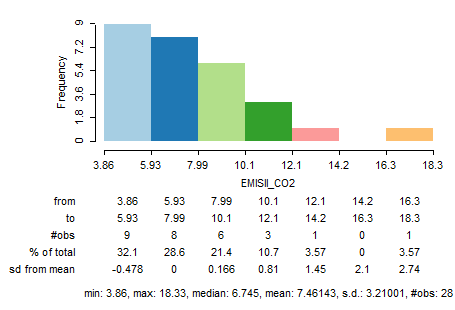 9
7.2
5.4
3.6
1.8
0
Frequency
3.86 5.93 7.99 10.1 12.1 14.2 16.3 18.3
EMISII_CO2
from 3.86 5.93 7.99 10.1 12.1 14.2 16.3
to 5.93 7.99 10.1 12.1 14.2 16.3 18.3
#obs 9 8 6 3 1 0 1
% of total 32.1 28.6 21.4 10.7 3.57 0 3.57
sd from mean -0.478 0 0.166 0.81 1.45 2.1 2.74
min: 3.86, max: 18.33, median: 6.745, mean: 7.46143, s.d.: 3.21001, #obs: 28